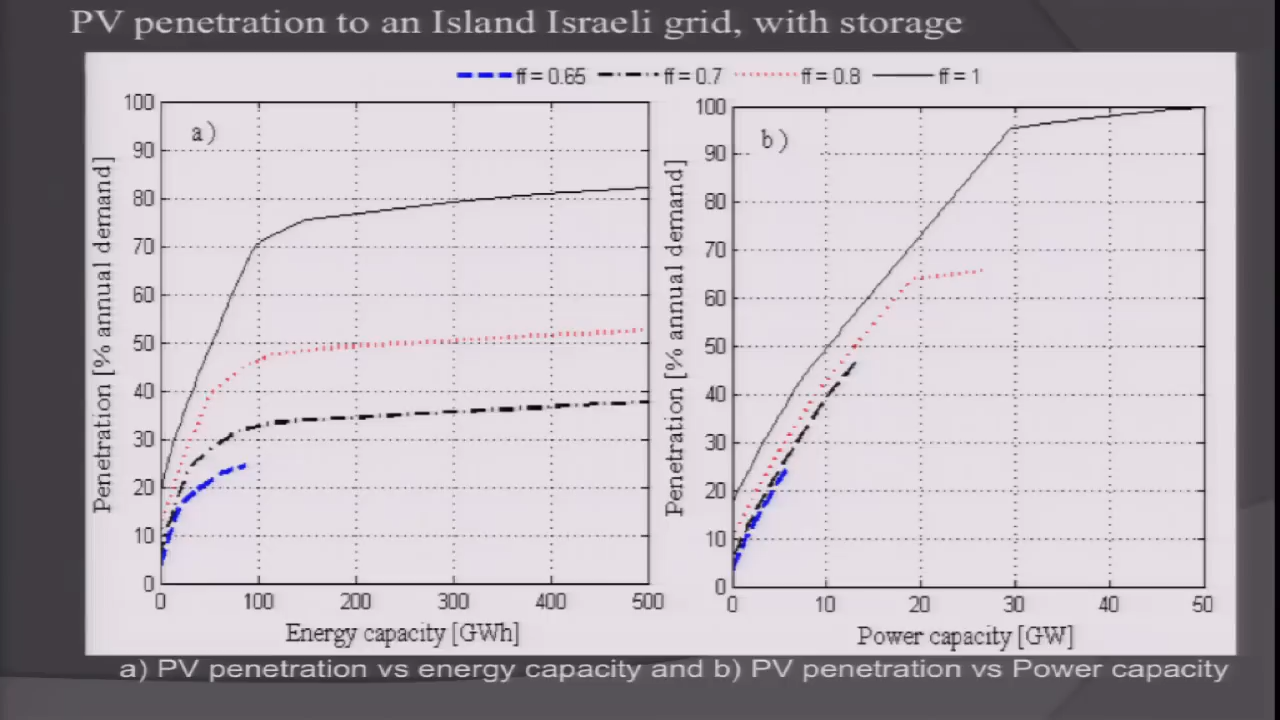 PV penetration to an Island Israeli grid, with storage
ff = 0.65 ff = 0.7 ff = 0.8 ff = 1
a)
100
90
80
70
60
50
40
30
20
10
0
Penetration [% annual demand]
0 100 200 300 400 500
Energy capacity [GWh]
b)
100
90
80
70
60
50
40
30
20
10
0
Penetration [% annual demand]
0 10 20 30 40 50
Power capacity [GW]
a) PV penetration vs energy capacity and b) PV penetration vs Power capacity